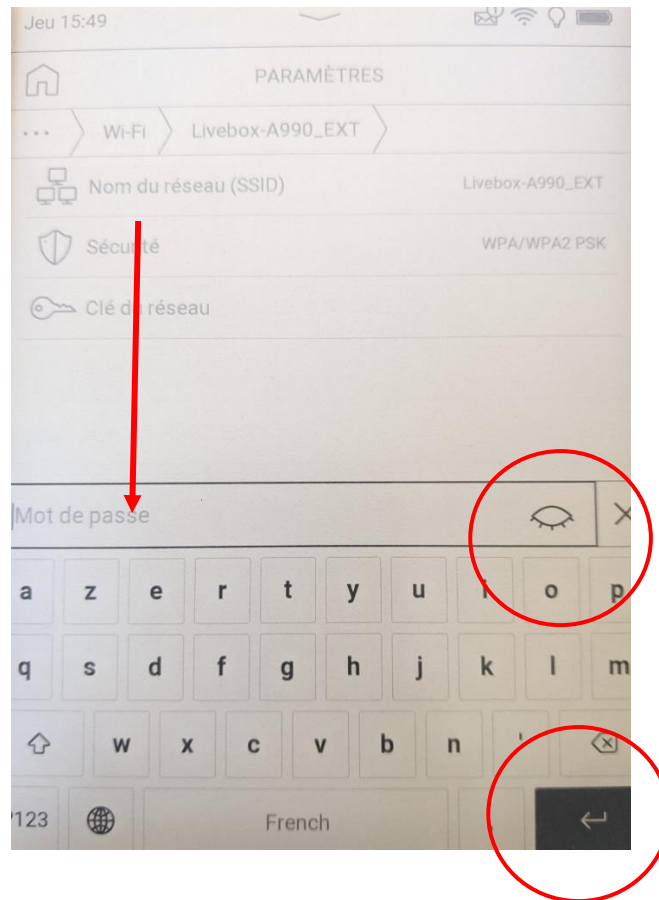 Jeu 15:49
PARAMÈTRES
... Wi-Fi Livebox-A990_EXT
Nom du réseau (SSID) Livebox-A990_EXT
Sécurité WPA/WPA2 PSK
Clé du réseau
Mot de passe
a z e r t y u i o p
q s d f g h j k l m
w x c v b n '
?123 French